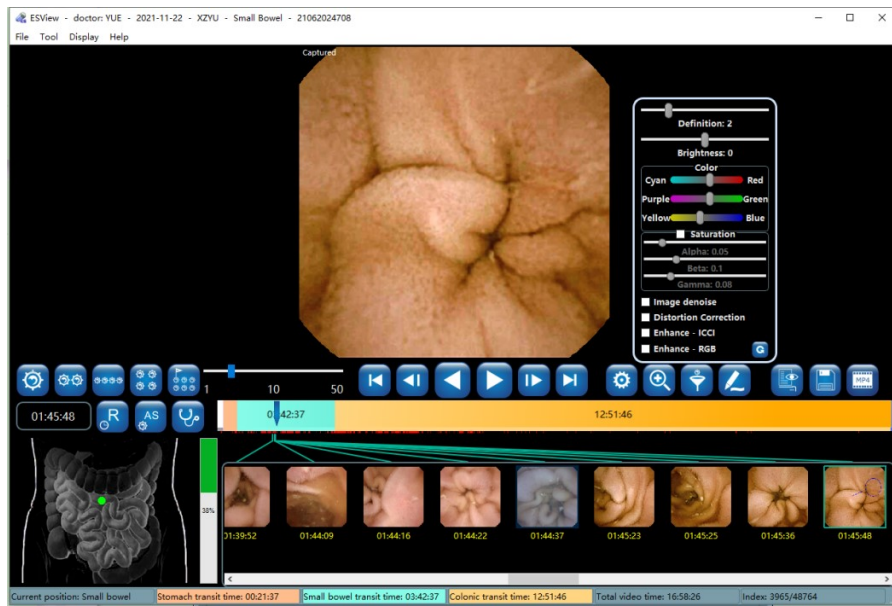 ESView - doctor: YUE - 2021-11-22 - XZYU - Small Bowel - 21062024708
File Tool Display Help
Captured
Definition: 2
Brightness: 0
Color
Cyan Red
Purple Green
Yellow Blue
Saturation
Alpha: 0.05
Beta: 0.1
Gamma: 0.08
Image denoise
Distortion Correction
Enhance - ICCI
Enhance - RGB
G
1 10 50
MP4
01:45:48
R
AS
42:37
12:51:46
36%
01:39:52 01:44:09 01:44:16 01:44:22 01:44:37 01:45:23 01:45:25 01:45:36 01:45:48
Current position: Small bowel Stomach transit time: 00:21:37 Small bowel transit time: 03:42:37 Colonic transit time: 12:51:46 Total video time: 16:58:26 Index: 3965/48764